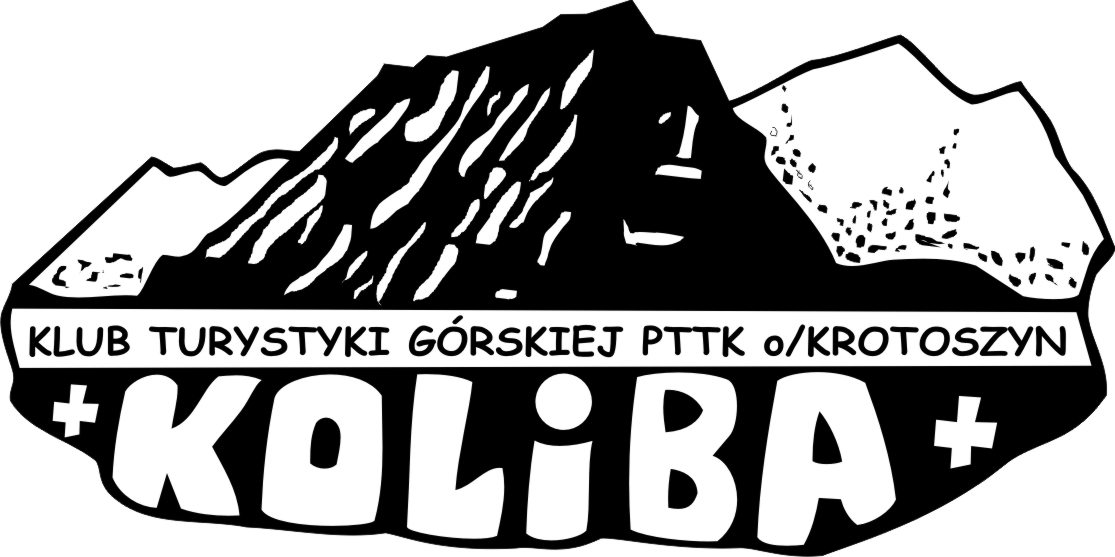 KLUB TURYSTYKI GÓRSKIEJ PTTK o/KROTOSZYN
KOLiBA